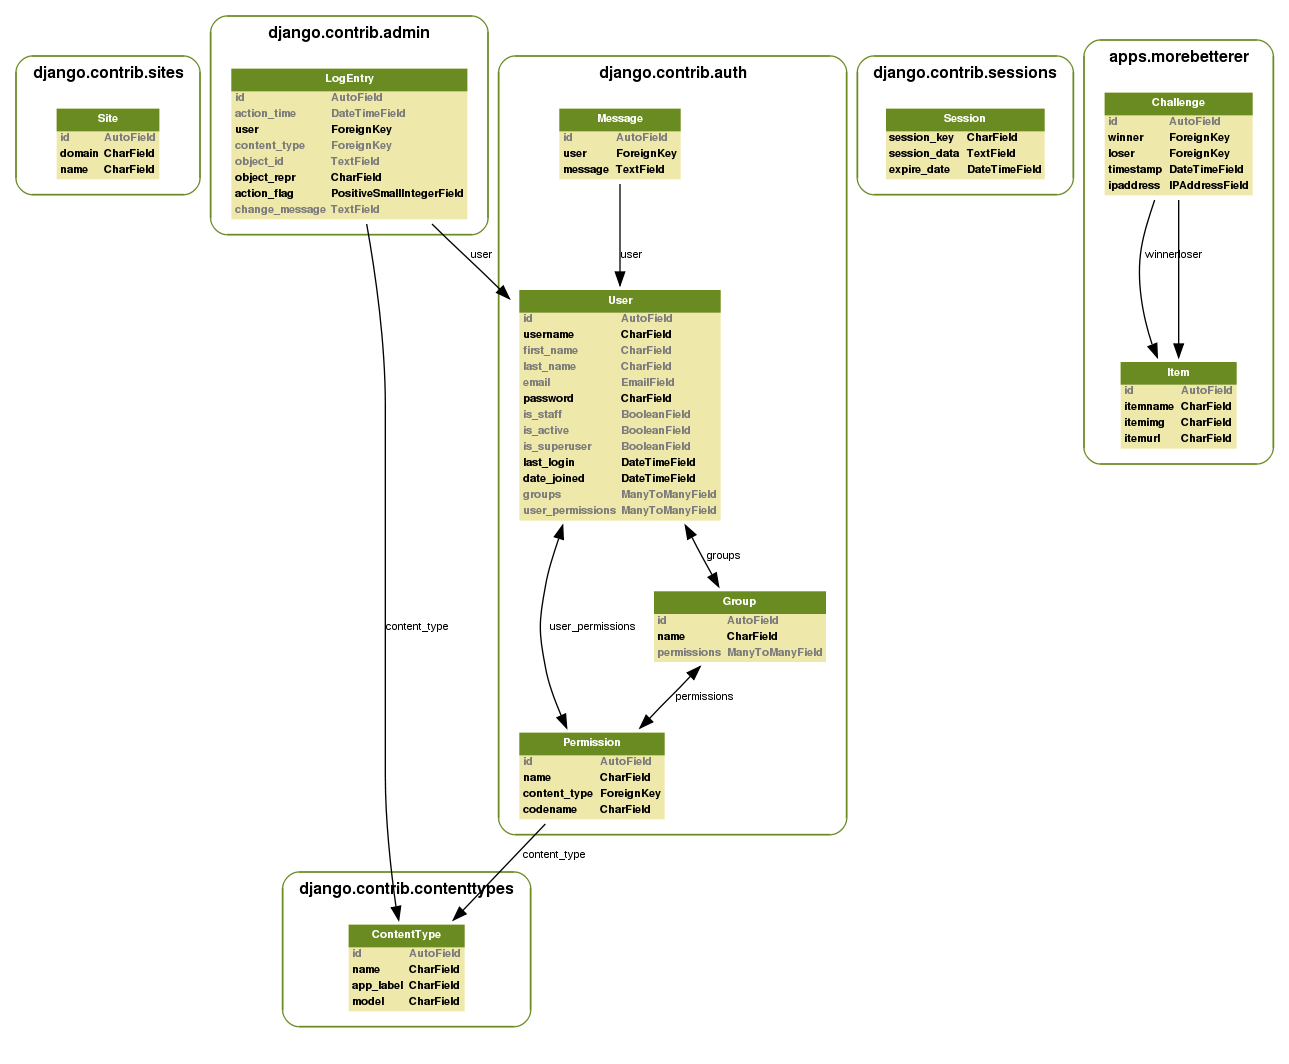 django.contrib.sites
Site
id AutoField
domain CharField
name CharField
django.contrib.admin
LogEntry
id AutoField
action_time DateTimeField
user ForeignKey
content_type ForeignKey
object_id TextField
object_repr CharField
action_flag PositiveSmallIntegerField
change_message TextField
django.contrib.auth
Message
id AutoField
user ForeignKey
message TextField
user
user
User
id AutoField
username CharField
first_name CharField
last_name CharField
email EmailField
password CharField
is_staff BooleanField
is_active BooleanField
is_superuser BooleanField
last_login DateTimeField
date_joined DateTimeField
groups ManyToManyField
user_permissions ManyToManyField
groups
user_permissions
Group
id AutoField
name CharField
permissions ManyToManyField
permissions
Permission
id AutoField
name CharField
content_type ForeignKey
codename CharField
content_type
content_type
django.contrib.contenttypes
ContentType
id AutoField
name CharField
app_label CharField
model CharField
django.contrib.sessions
Session
session_key CharField
session_data TextField
expire_date DateTimeField
apps.morebetterer
Challenge
id AutoField
winner ForeignKey
loser ForeignKey
timestamp DateTimeField
ipaddress IPAddressField
winner
loser
Item
id AutoField
itemname CharField
itemimg CharField
itemurl CharField